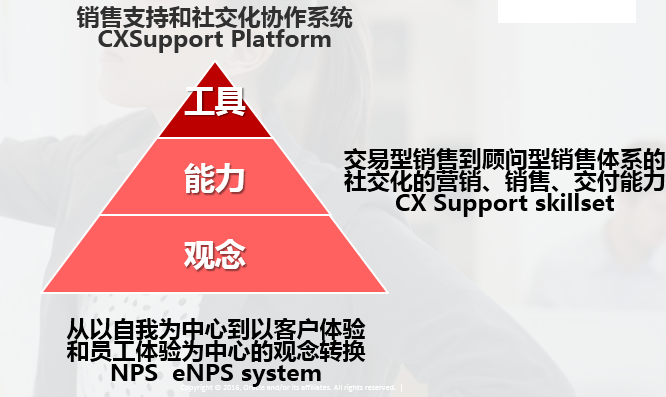 销售支持和社交化协作系统
CXSupport Platform
工具
能力
交易型销售到顾问型销售体系的
社交化的营销、销售、交付能力
CX Support skillset
观念
从以自我为中心到以客户体验
和员工体验为中心的观念转换
NPS eNPS system
Copyright © 2016, Oracle and/or its affiliates. All rights reserved. |